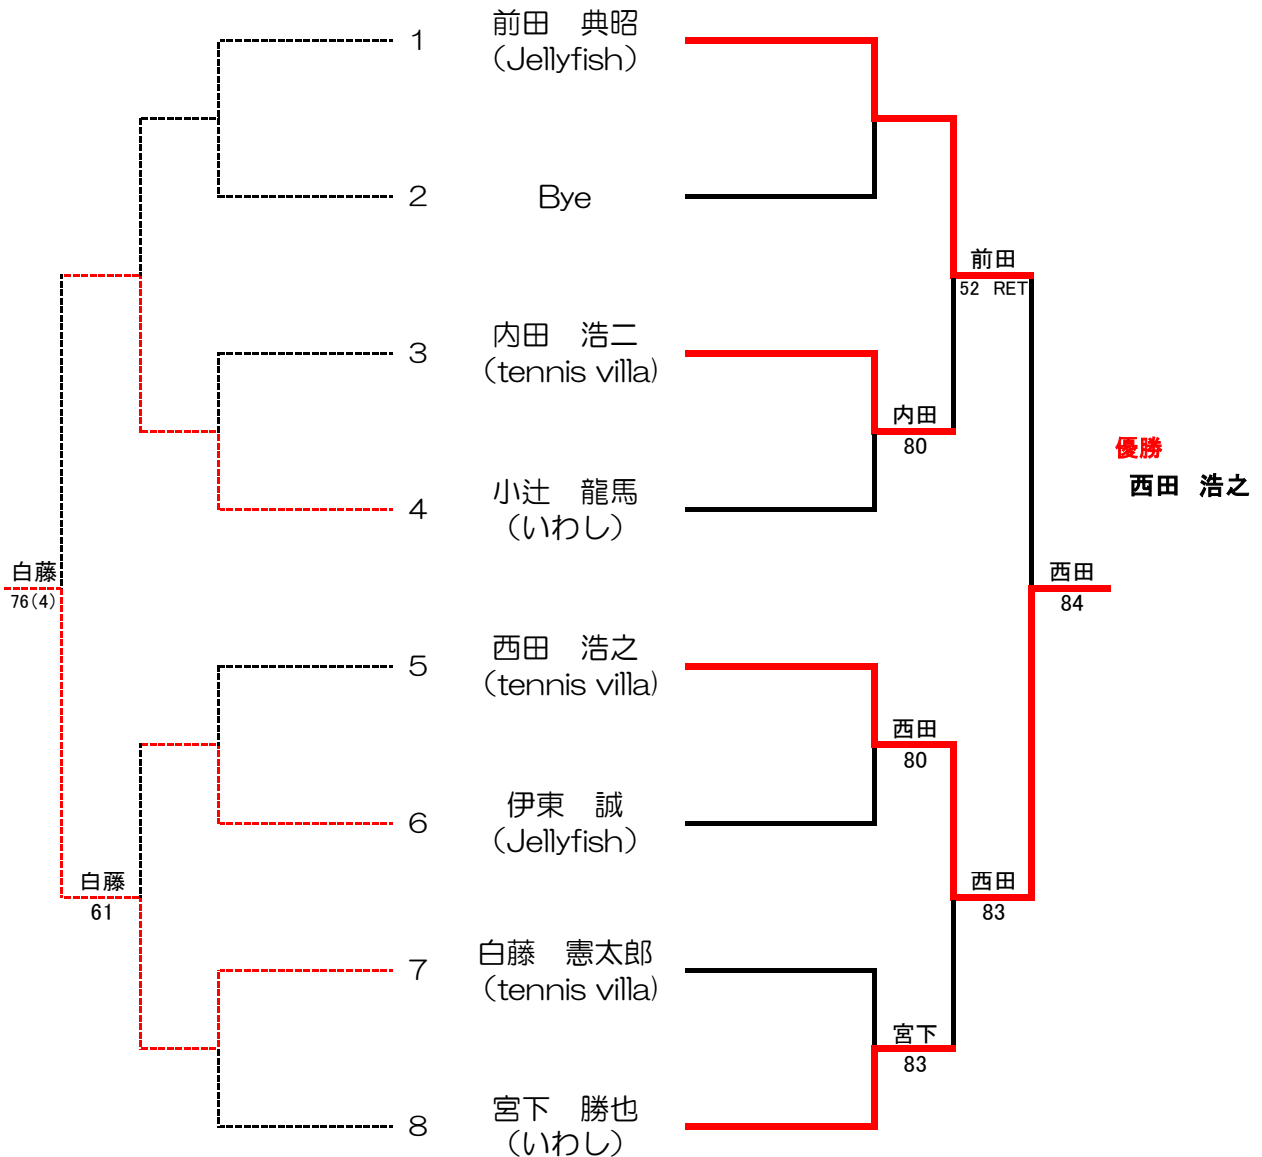 1
前田　典昭
(Jellyfish)
2
Bye
前田
52 RET
3
内田　浩二
(tennis villa)
内田
80
優勝
西田　浩之
4
小辻　龍馬
(いわし)
白藤
76(4)
西田
84
5
西田　浩之
(tennis villa)
西田
80
6
伊東　誠
(Jellyfish)
白藤
61
西田
83
7
白藤　憲太郎
(tennis villa)
宮下
83
8
宮下　勝也
(いわし)